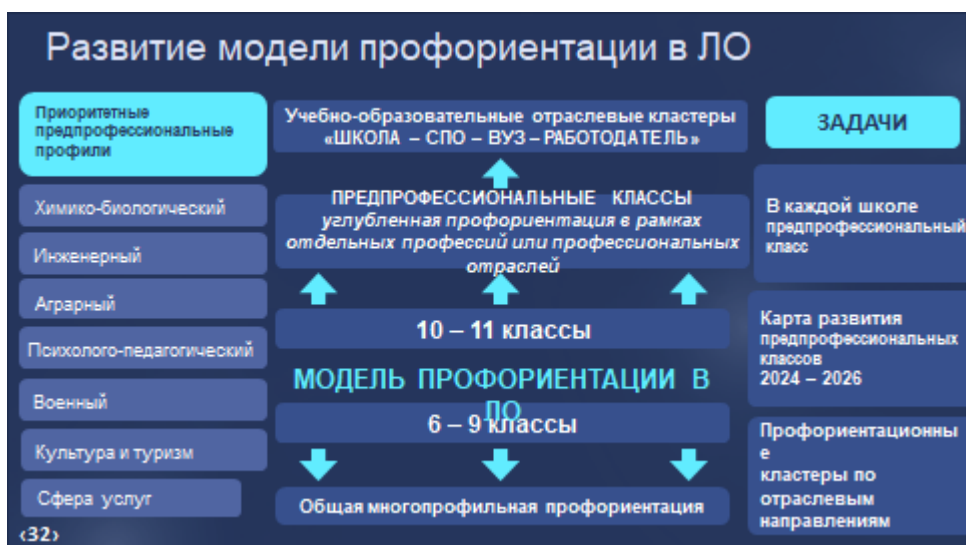 Развитие модели профориентации в ЛО
Приоритетные
предпрофессиональные
профили
Химико-биологический
Инженерный
Аграрный
Психолого-педагогический
Военный
Культура и туризм
Сфера услуг
‹32›
Учебно-образовательные отраслевые кластеры
«ШКОЛА – СПО – ВУЗ – РАБОТОДАТЕЛЬ»
ПРЕДПРОФЕССИОНАЛЬНЫЕ КЛАССЫ
углубленная профориентация в рамках
отдельных профессий или профессиональных
отраслей
10 – 11 классы
МОДЕЛЬ ПРОФОРИЕНТАЦИИ В
ЛО
6 – 9 классы
Общая многопрофильная профориентация
ЗАДАЧИ
В каждой школе
предпрофессиональный
класс
Карта развития
предпрофессиональных
классов
2024 – 2026
Профориентационны
е
кластеры по
отраслевым
направлениям